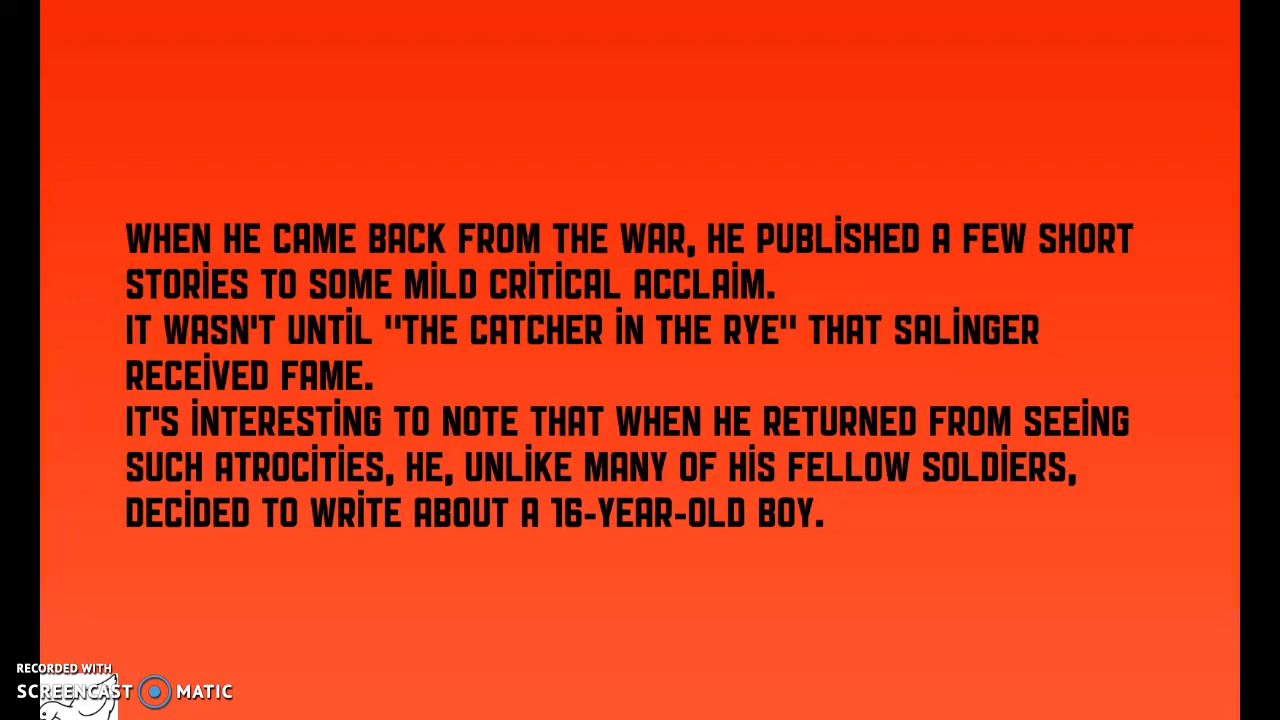 WHEN HE CAME BACK FROM THE WAR, HE PUBLISHED A FEW SHORT
STORIES TO SOME MILD CRITICAL ACCLAIM.
IT WASN'T UNTIL "THE CATCHER IN THE RYE" THAT SALINGER
RECEIVED FAME.
IT'S INTERESTING TO NOTE THAT WHEN HE RETURNED FROM SEEING
SUCH ATROCITIES, HE, UNLIKE MANY OF HIS FELLOW SOLDIERS,
DECIDED TO WRITE ABOUT A 16-YEAR-OLD BOY.
RECORDED WITH
SCREENCAST MATIC